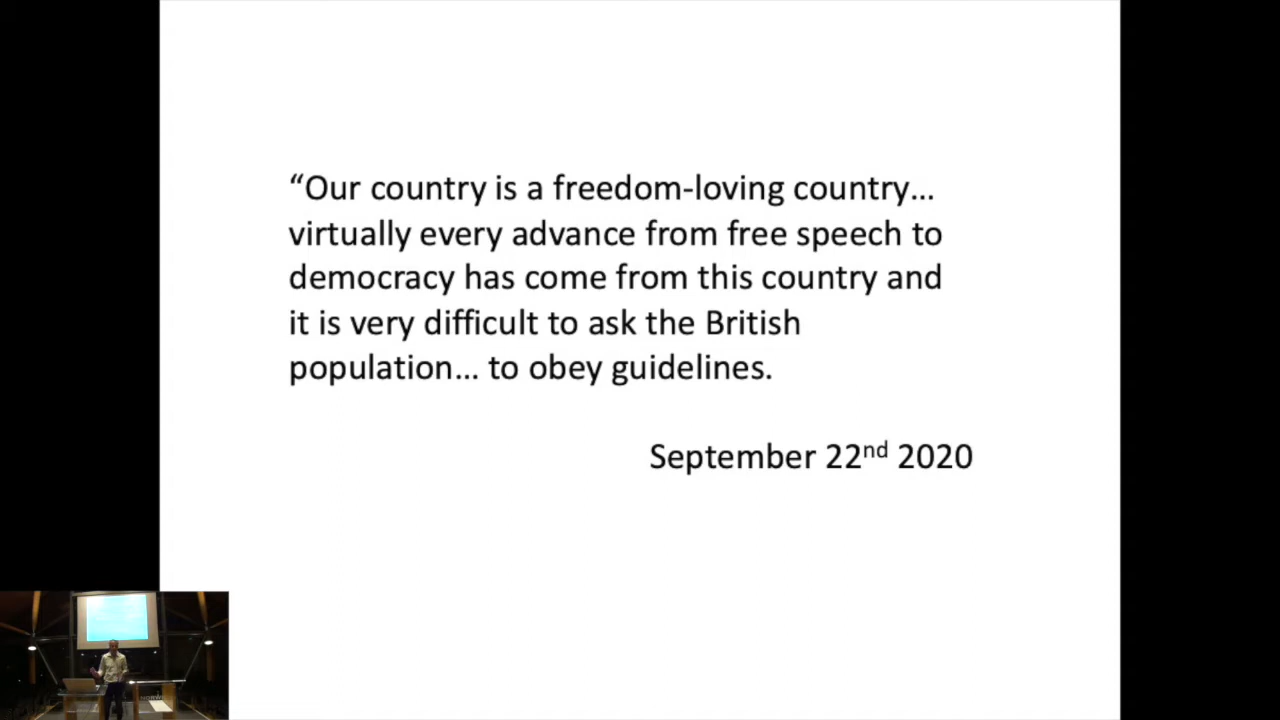 “Our country is a freedom-loving country…
virtually every advance from free speech to
democracy has come from this country and
it is very difficult to ask the British
population… to obey guidelines.
September 22nd 2020